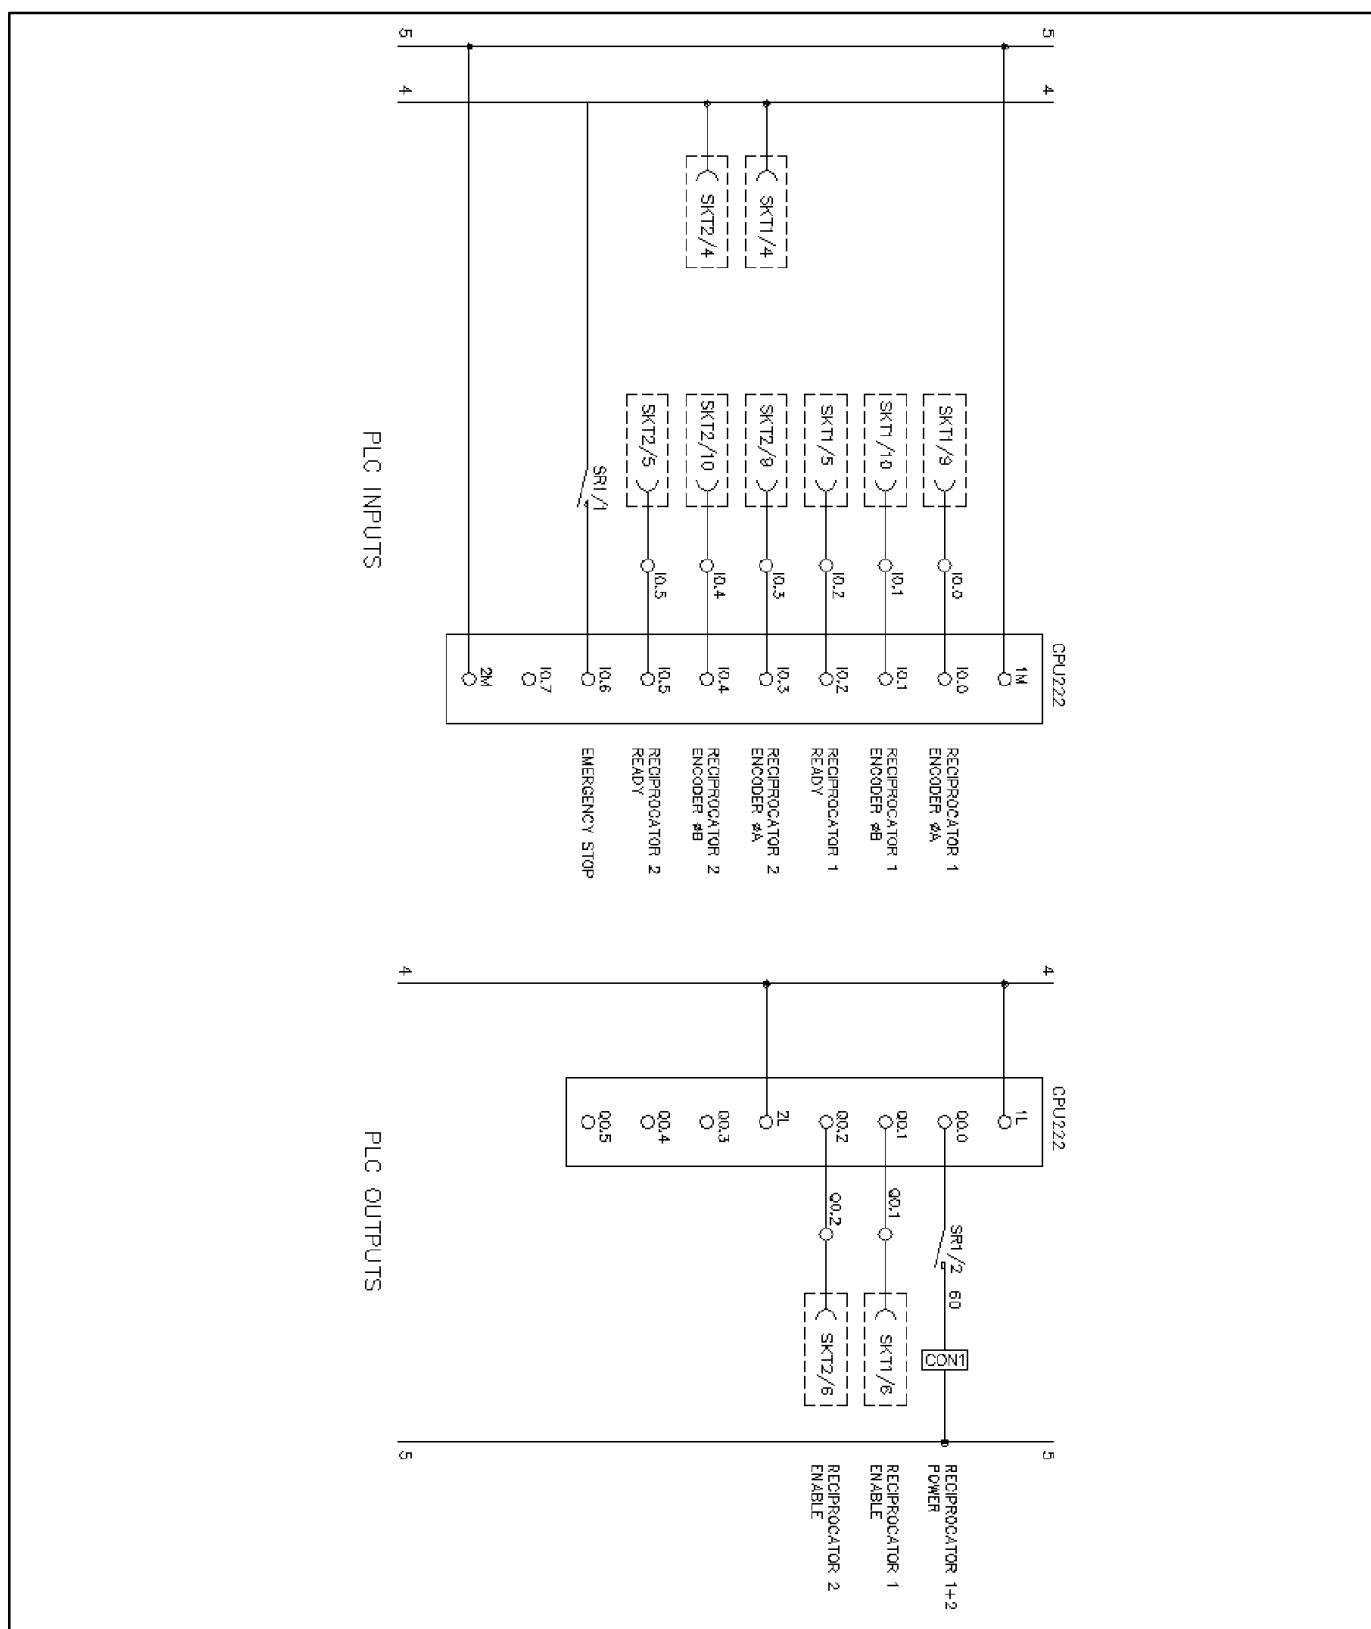 5
4
CPU222
1M
SKT1/9
I0.0
I0.0
RECIPROCATOR 1
ENCODER øA
SKT1/10
I0.1
I0.1
RECIPROCATOR 1
ENCODER øB
SKT1/5
I0.2
I0.2
RECIPROCATOR 1
READY
SKT1/4
SKT2/9
I0.3
I0.3
RECIPROCATOR 2
ENCODER øA
SKT2/4
SKT2/10
I0.4
I0.4
RECIPROCATOR 2
ENCODER øB
SKT2/5
I0.5
I0.5
RECIPROCATOR 2
READY
SR1/1
I0.6
EMERGENCY STOP
I0.7
2M
5
4
PLC INPUTS
4
5
CPU222
1L
Q0.0
SR1/2
60
CON1
RECIPROCATOR 1+2
POWER
Q0.1
Q0.1
SKT1/6
RECIPROCATOR 1
ENABLE
Q0.2
Q0.2
SKT2/6
RECIPROCATOR 2
ENABLE
2L
Q0.3
Q0.4
Q0.5
4
5
PLC OUTPUTS